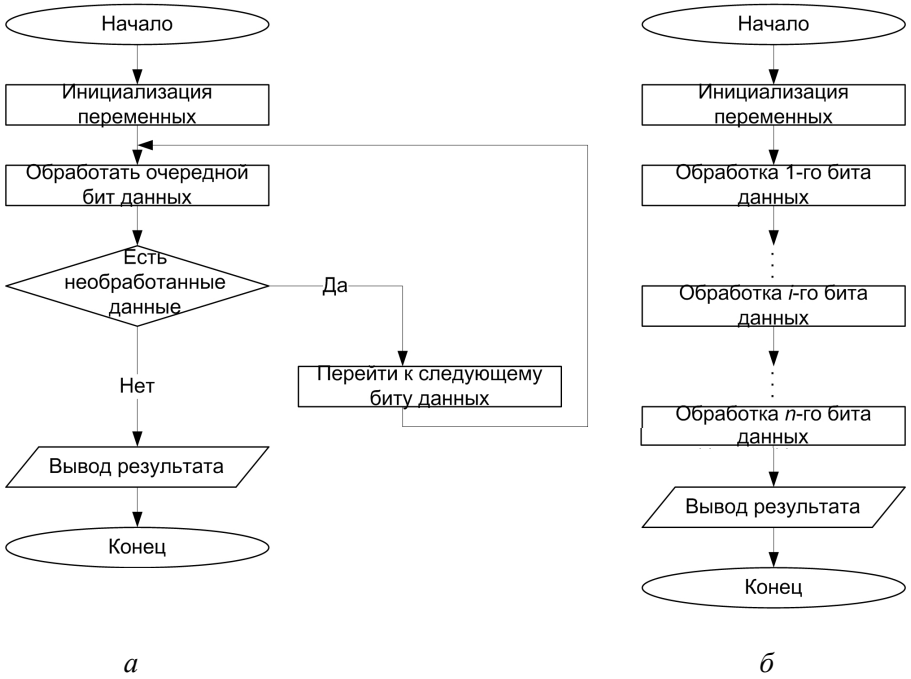 Начало
Инициализация
переменных
Обработать очередной
бит данных
Есть
необработанные
данные
Да
Перейти к следующему
биту данных
Нет
Вывод результата
Конец
а
Начало
Инициализация
переменных
Обработка 1-го бита
данных
Обработка i-го бита
данных
Обработка n-го бита
данных
Вывод результата
Конец
б